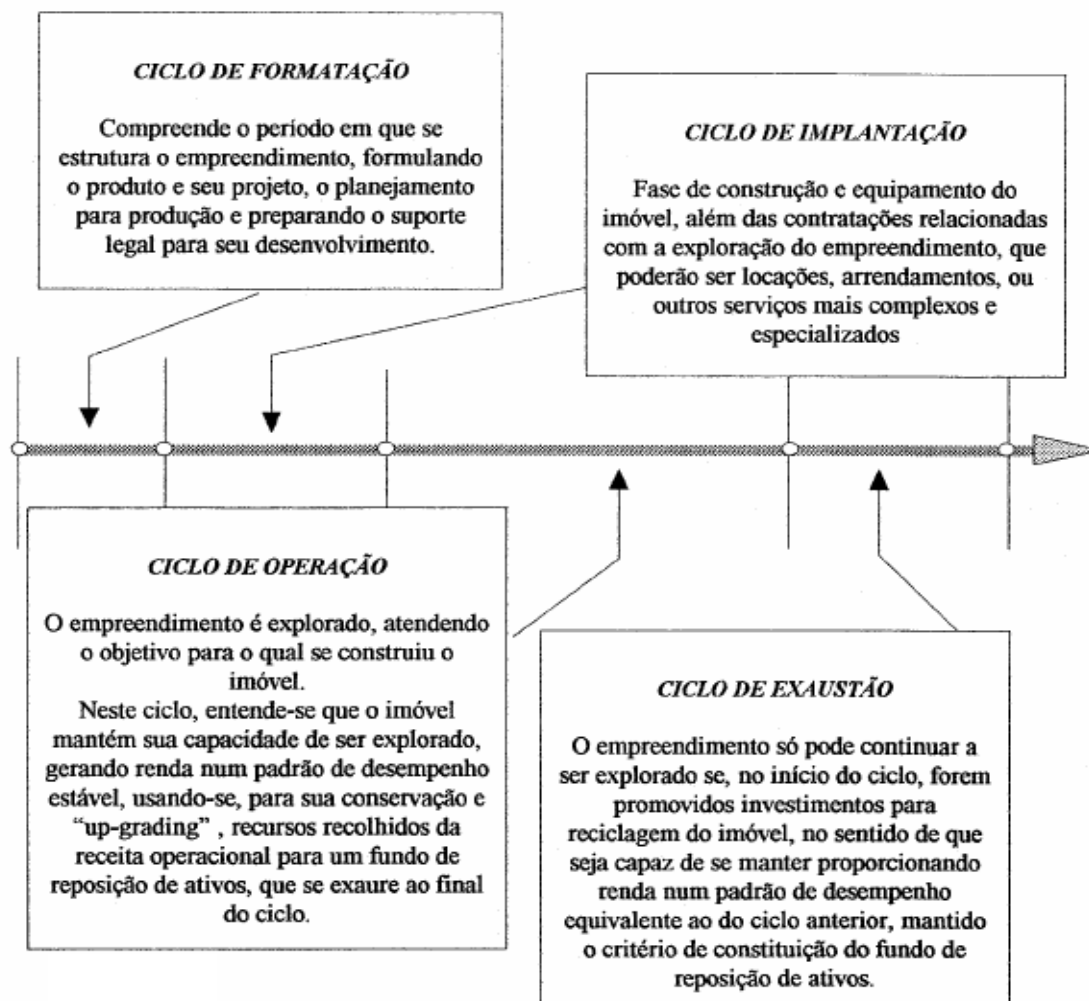 CICLO DE FORMATAÇÃO
Compreende o período em que se
estrutura o empreendimento, formulando
o produto e seu projeto, o planejamento
para produção e preparando o suporte
legal para seu desenvolvimento.
CICLO DE IMPLANTAÇÃO
Fase de construção e equipamento do
imóvel, além das contratações relacionadas
com a exploração do empreendimento, que
poderão ser locações, arrendamentos, ou
outros serviços mais complexos e
especializados
CICLO DE OPERAÇÃO
O empreendimento é explorado, atendendo
o objetivo para o qual se construiu o
imóvel.
Neste ciclo, entende-se que o imóvel
mantém sua capacidade de ser explorado,
gerando renda num padrão de desempenho
estável, usando-se, para sua conservação e
“up-grading” , recursos recolhidos da
receita operacional para um fundo de
reposição de ativos, que se exaure ao final
do ciclo.
CICLO DE EXAUSTÃO
O empreendimento só pode continuar a
ser explorado se, no início do ciclo, forem
promovidos investimentos para
reciclagem do imóvel, no sentido de que
seja capaz de se manter proporcionando
renda num padrão de desempenho
equivalente ao do ciclo anterior, mantido
o critério de constituição do fundo de
reposição de ativos.